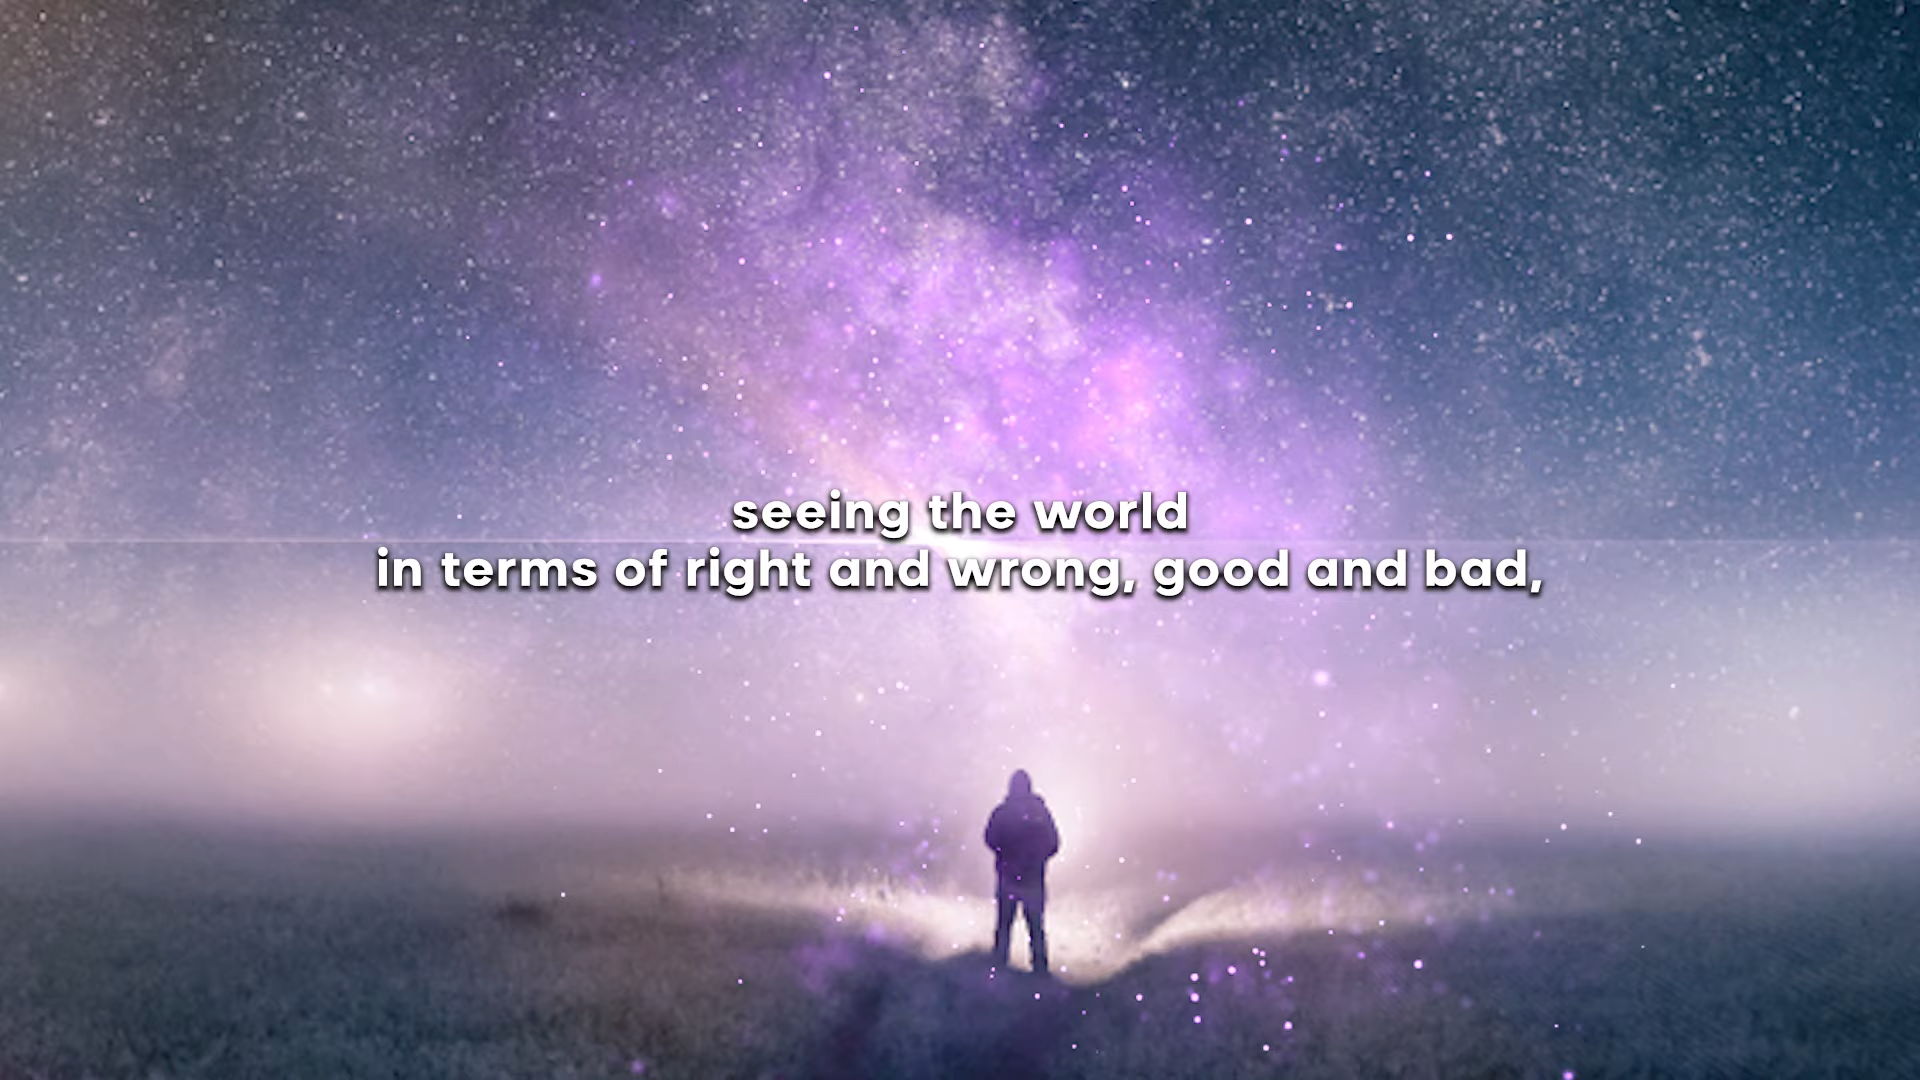 seeing the world
in terms of right and wrong, good and bad,